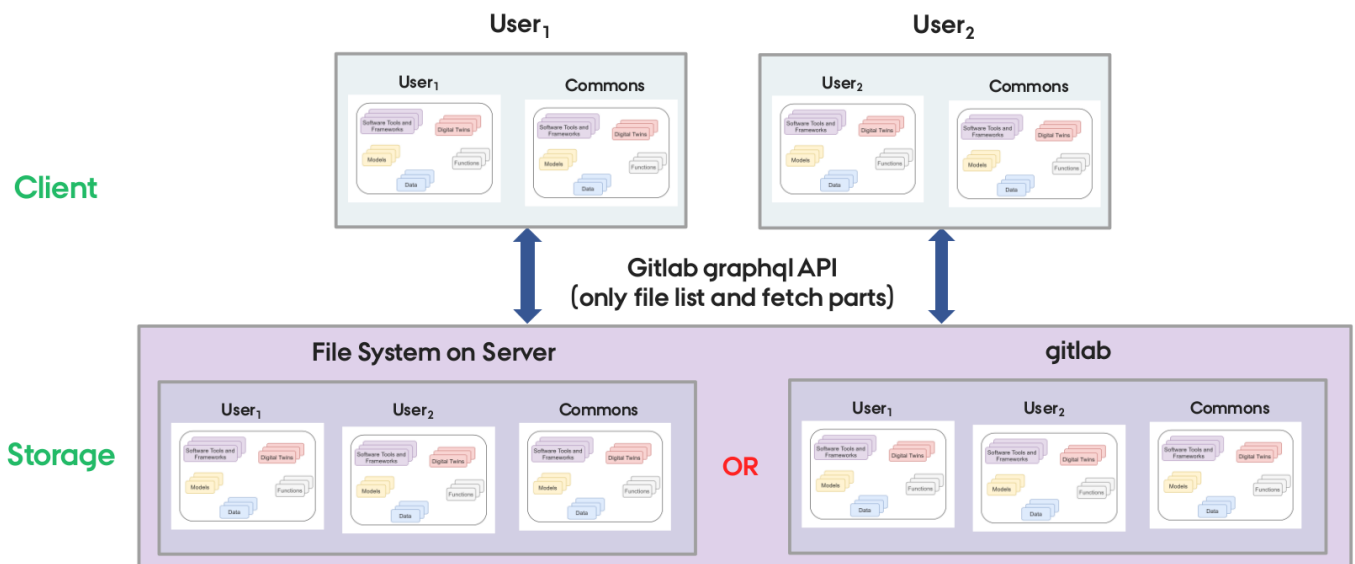 User₁
User₂
User₁
Commons
Software Tools and
Frameworks
Digital Twins
Models
Functions
Data
Software Tools and
Frameworks
Digital Twins
Models
Functions
Data
User₂
Commons
Software Tools and
Frameworks
Digital Twins
Models
Functions
Data
Software Tools and
Frameworks
Digital Twins
Models
Functions
Data
Client
Gitlab graphql API
(only file list and fetch parts)
File System on Server
gitlab
User₁
User₂
Commons
Software Tools and
Frameworks
Digital Twins
Models
Functions
Data
Software Tools and
Frameworks
Digital Twins
Models
Functions
Data
Software Tools and
Frameworks
Digital Twins
Models
Functions
Data
Storage
OR
User₁
User₂
Commons
Software Tools and
Frameworks
Digital Twins
Models
Functions
Data
Software Tools and
Frameworks
Digital Twins
Models
Functions
Data
Software Tools and
Frameworks
Digital Twins
Models
Functions
Data